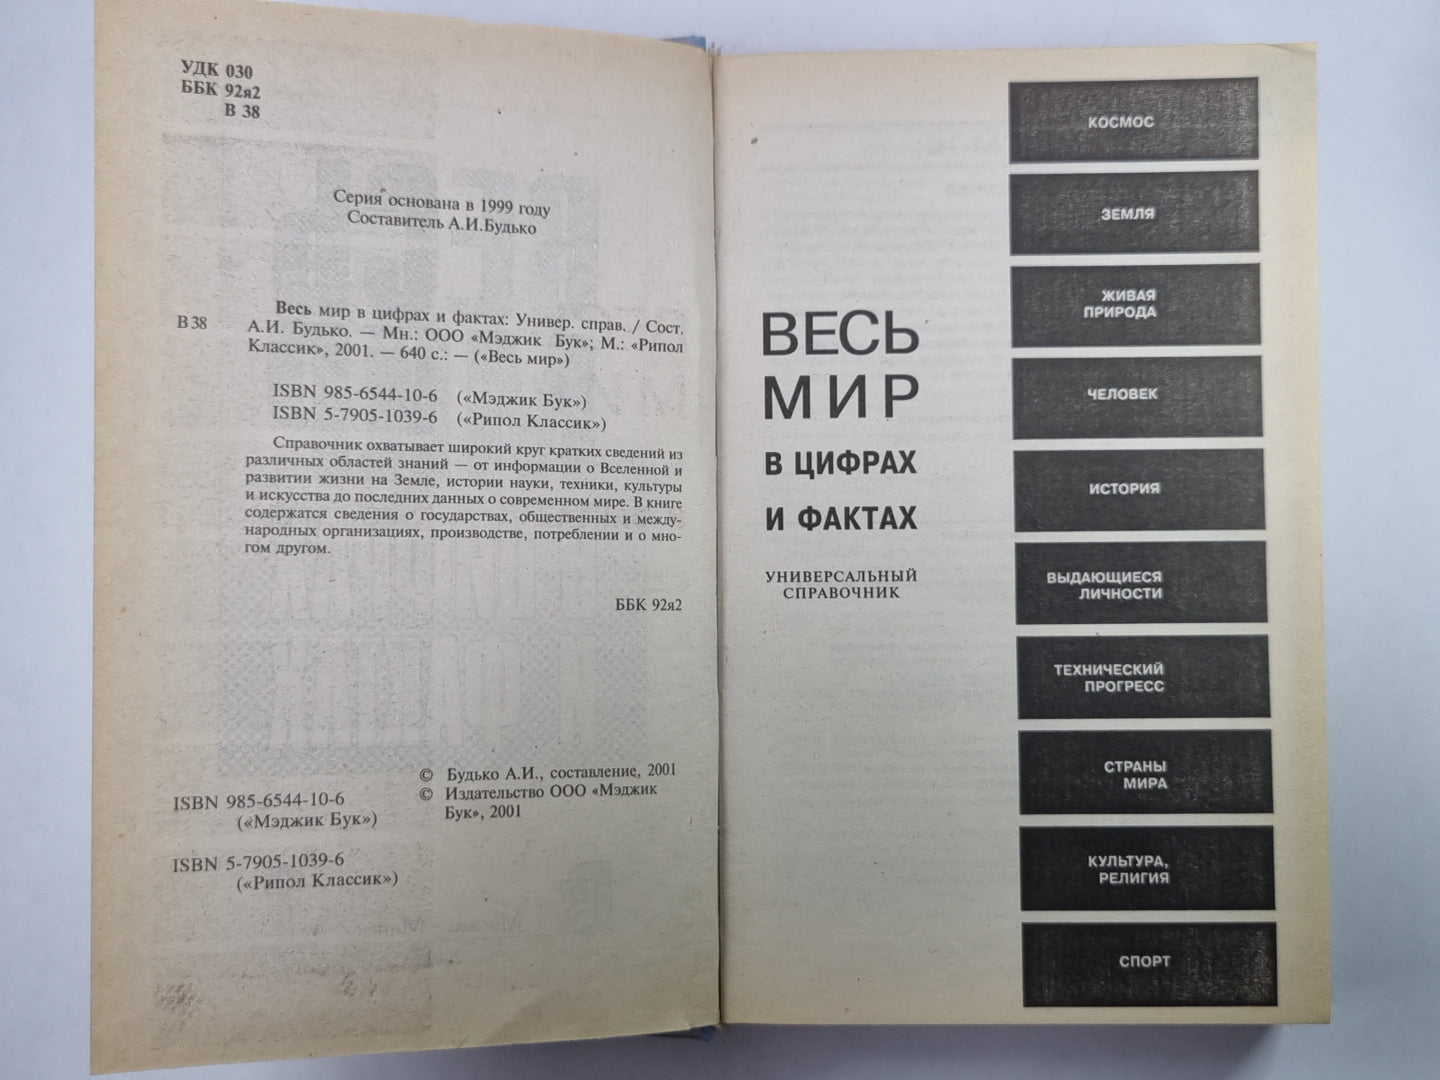 УДК 030
ББК 92я2
В 38
Серия основана в 1999 году
Составитель А.И.Будько
В 38
Весь мир в цифрах и фактах: Универ. справ. / Сост.
А.И. Будько. — Мн.: ООО «Мэджик Бук»; М.: «Рипол
Классик», 2001. — 640 с.: — («Весь мир»)
ISBN 985-6544-10-6 («Мэджик Бук»)
ISBN 5-7905-1039-6 («Рипол Классик»)
Справочник охватывает широкий круг кратких сведений из
различных областей знаний — от информации о Вселенной и
развитии жизни на Земле, истории науки, техники, культуры
и искусства до последних данных о современном мире. В книге
содержатся сведения о государствах, общественных и между-
народных организациях, производстве, потреблении и о мно-
гом другом.
ББК 92я2
© Будько А.И., составление, 2001
© Издательство ООО «Мэджик
Бук», 2001
ISBN 985-6544-10-6
(«Мэджик Бук»)
ISBN 5-7905-1039-6
(«Рипол Классик»)
ВЕСЬ
МИР
В ЦИФРАХ
И ФАКТАХ
УНИВЕРСАЛЬНЫЙ
СПРАВОЧНИК
КОСМОС
ЗЕМЛЯ
ЖИВАЯ
ПРИРОДА
ЧЕЛОВЕК
ИСТОРИЯ
ВЫДАЮЩИЕСЯ
ЛИЧНОСТИ
ТЕХНИЧЕСКИЙ
ПРОГРЕСС
СТРАНЫ
МИРА
КУЛЬТУРА,
РЕЛИГИЯ
СПОРТ